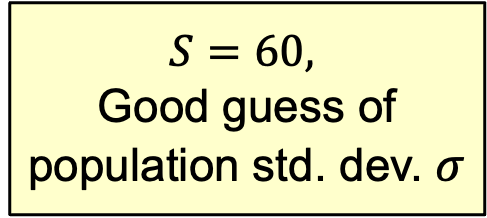 S = 60,
Good guess of
population std. dev. σ